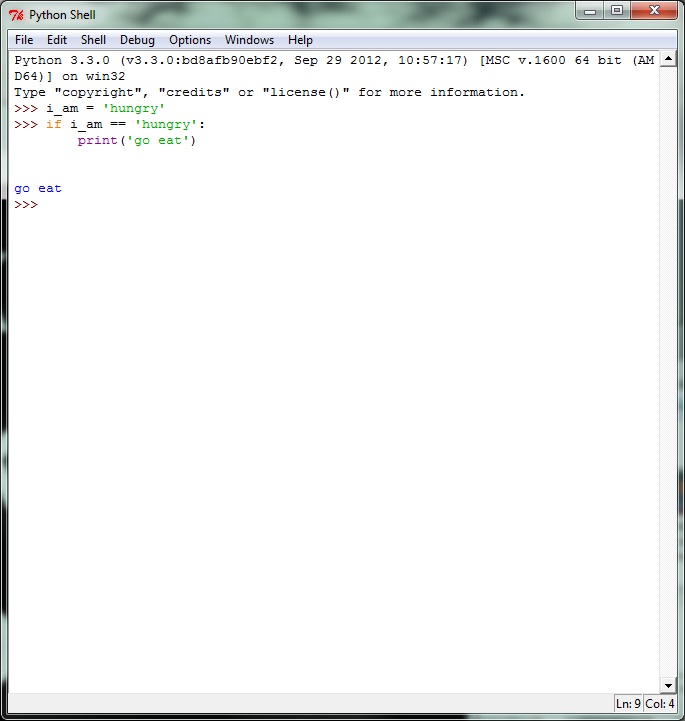 Python Shell
File Edit Shell Debug Options Windows Help
Python 3.3.0 (v3.3.0:bd8afb90ebf2, Sep 29 2012, 10:57:17) [MSC v.1600 64 bit (AM
D64)] on win32
Type "copyright", "credits" or "license()" for more information.
>>> i_am = 'hungry'
>>> if i_am == 'hungry':
        print('go eat')
go eat
>>>
Ln: 9 Col: 4